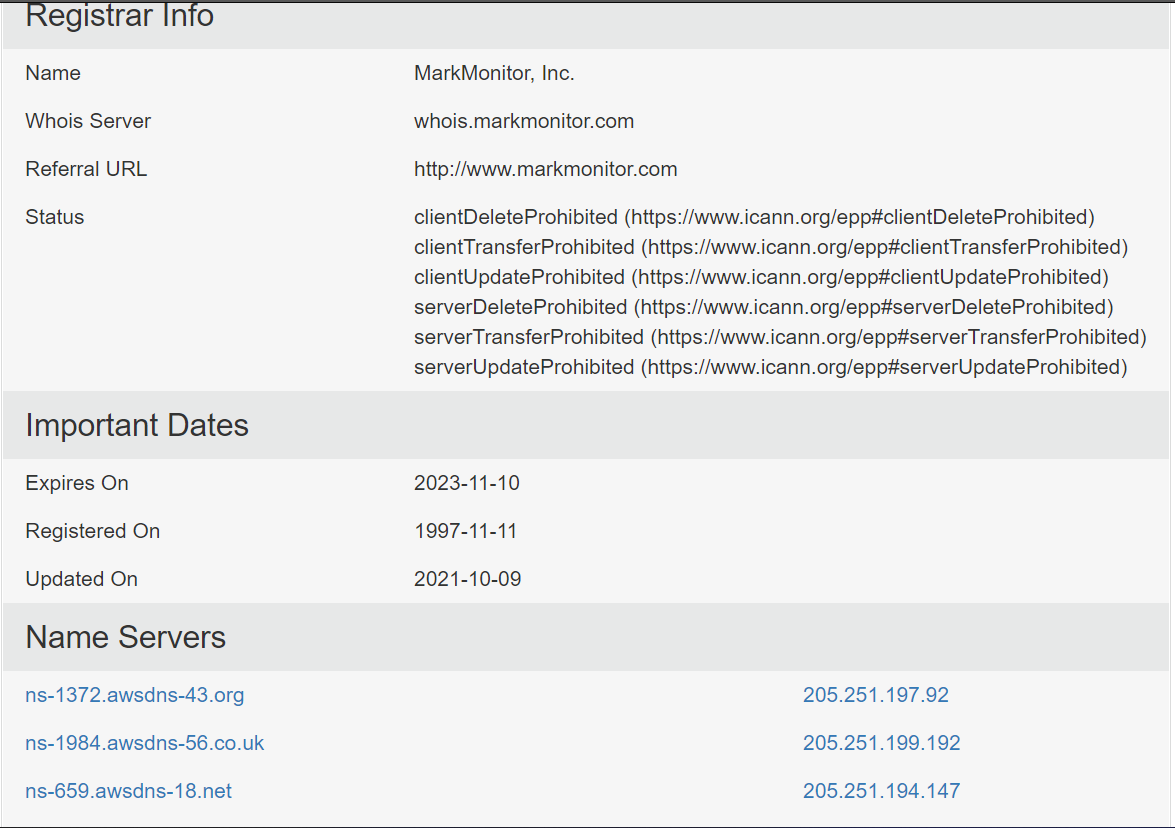 Registrar Info
Name MarkMonitor, Inc.
Whois Server whois.markmonitor.com
Referral URL http://www.markmonitor.com
Status clientDeleteProhibited (https://www.icann.org/epp#clientDeleteProhibited)
clientTransferProhibited (https://www.icann.org/epp#clientTransferProhibited)
clientUpdateProhibited (https://www.icann.org/epp#clientUpdateProhibited)
serverDeleteProhibited (https://www.icann.org/epp#serverDeleteProhibited)
serverTransferProhibited (https://www.icann.org/epp#serverTransferProhibited)
serverUpdateProhibited (https://www.icann.org/epp#serverUpdateProhibited)
Important Dates
Expires On 2023-11-10
Registered On 1997-11-11
Updated On 2021-10-09
Name Servers
ns-1372.awsdns-43.org 205.251.197.92
ns-1984.awsdns-56.co.uk 205.251.199.192
ns-659.awsdns-18.net 205.251.194.147